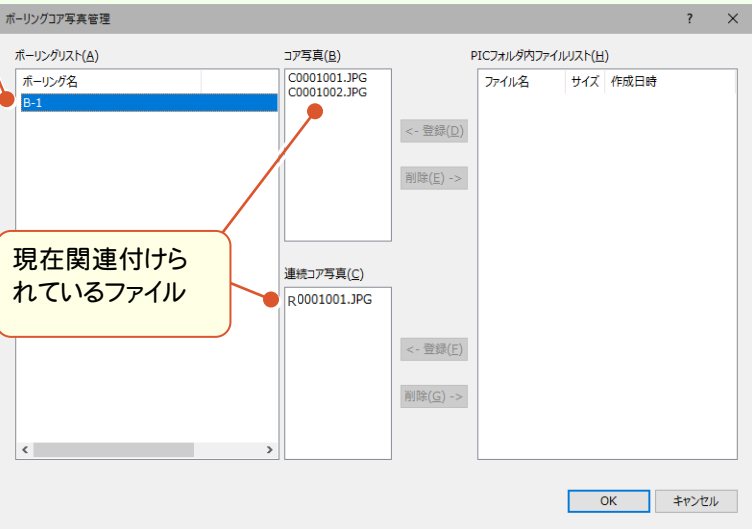 ボーリングコア写真管理
? ×
ボーリングリスト(A)
ボーリング名
B-1
コア写真(B)
C0001001.JPG
C0001002.JPG
<- 登録(D)
削除(E) ->
現在関連付けら
れているファイル
連続コア写真(C)
R0001001.JPG
<- 登録(F)
削除(G) ->
PICフォルダ内ファイルリスト(H)
ファイル名 サイズ 作成日時
OK キャンセル